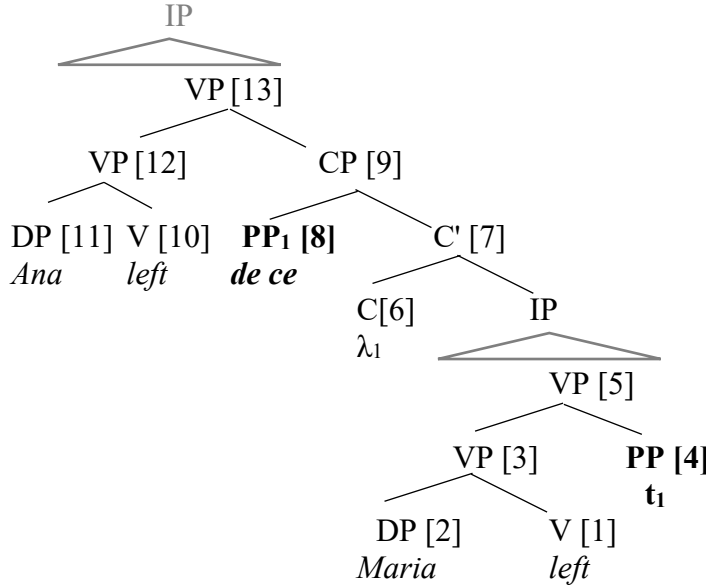 IP
VP [13]
VP [12] CP [9]
DP [11] V [10] PP₁ [8] C' [7]
Ana left de ce
C[6] IP
λ₁
VP [5]
VP [3] PP [4]
t₁
DP [2] V [1]
Maria left